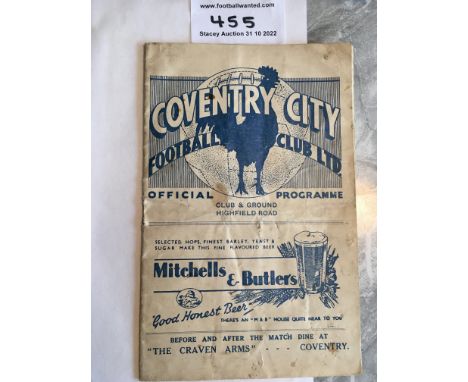 www.footballwanted.com
455
Stacey Auction 31 10 2022
COVENTRY CITY
FOOTBALL CLUB LTD.
OFFICIAL PROGRAMME
CLUB & GROUND
HIGHFIELD ROAD
SELECTED HOPS, FINEST BARLEY, YEAST &
SUGAR MAKE THIS FINE FLAVOURED BEER
Mitchells
& Butlers
"Good Honest Beer"
THERE'S AN "M & B" HOUSE QUITE NEAR TO YOU
BEFORE AND AFTER THE MATCH DINE AT
"THE CRAVEN ARMS" - - - COVENTRY.